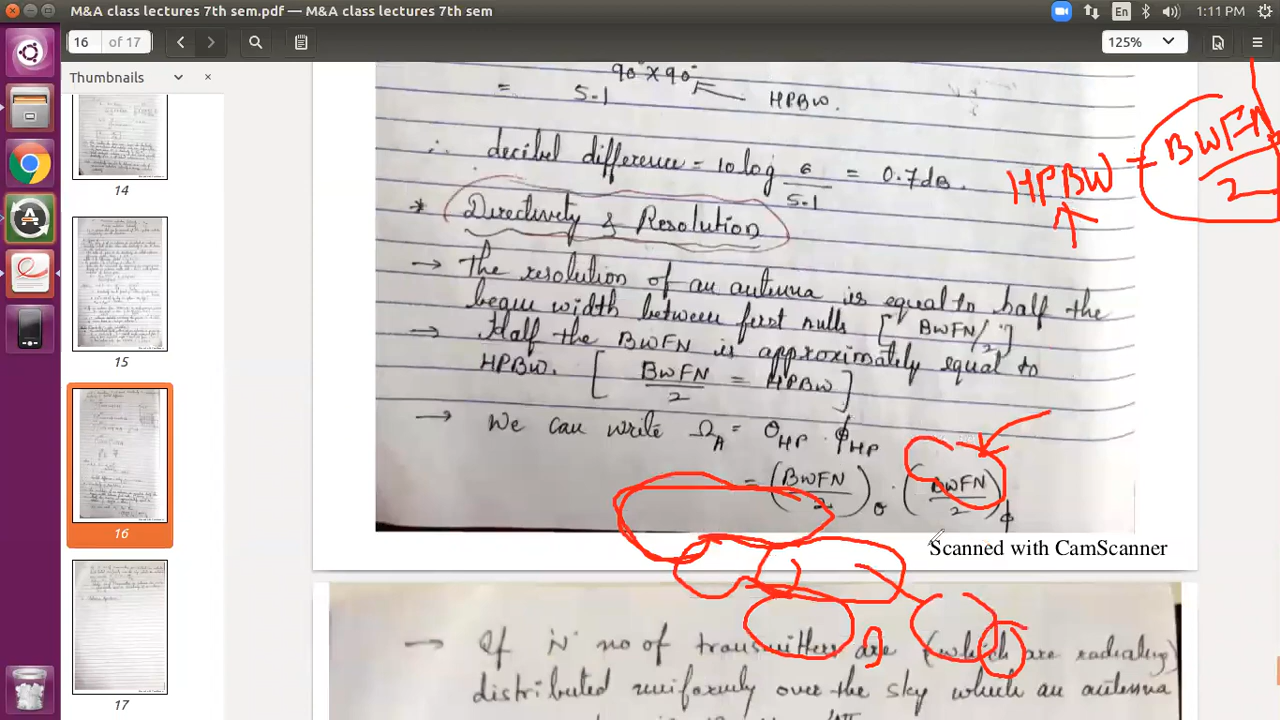 M&A class lectures 7th sem.pdf — M&A class lectures 7th sem
En
1:11 PM
16 of 17
125%
Thumbnails
14
15
16
17
90° X 90°
= 5.1
HPBW.
∴ decibel difference = 10 log 6/5.1 = 0.7dB.
HPBW = BWFN/2
* Directivity & Resolution
→ The resolution of an antenna is equal to half the
beam width between first nulls [BWFN/2]
→ Half the BWFN is approximately equal to
HPBW. [BWFN/2 = HPBW]
→ We can write Ω_A = θ_HP · ϕ_HP
= (BWFN/2)_θ · (BWFN/2)_ϕ
Scanned with CamScanner
→ If N no of transmitters are (which are radiating)
distributed uniformly over the sky which an antenna